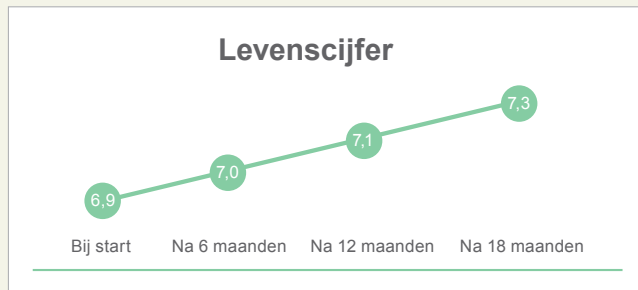 Levenscijfer
7,3
7,1
7,0
6,9
Bij start Na 6 maanden Na 12 maanden Na 18 maanden